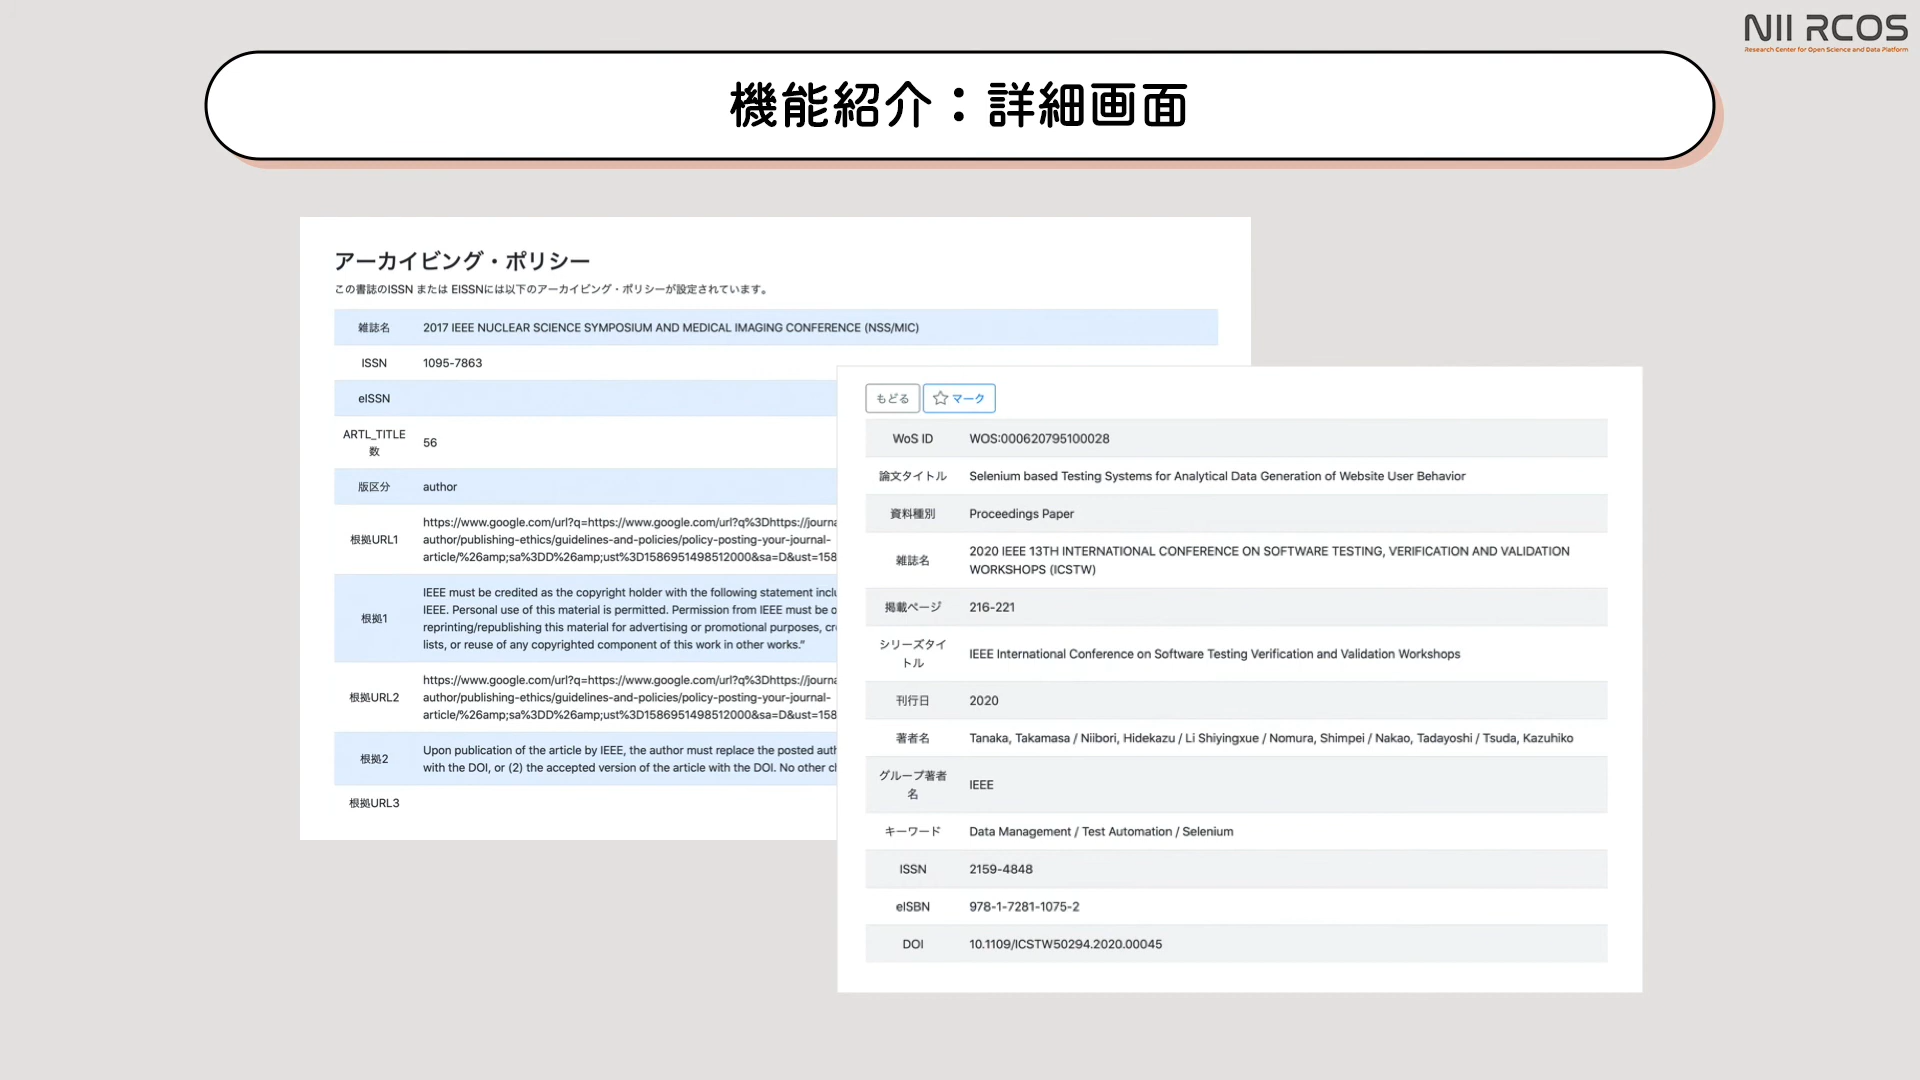 NII RCOS
Research Center for Open Science and Data Platform
機能紹介：詳細画面
アーカイビング・ポリシー
この書誌のISSN または EISSNには以下のアーカイビング・ポリシーが設定されています。
雑誌名 2017 IEEE NUCLEAR SCIENCE SYMPOSIUM AND MEDICAL IMAGING CONFERENCE (NSS/MIC)
ISSN 1095-7863
eISSN
ARTL_TITLE
数 56
版区分 author
根拠URL1 https://www.google.com/url?q=https://www.google.com/url?q%3Dhttps://journa
author/publishing-ethics/guidelines-and-policies/policy-posting-your-journal-
article/%26amp;sa%3DD%26amp;ust%3D1586951498512000&sa=D&ust=158
根拠1 IEEE must be credited as the copyright holder with the following statement inclu
IEEE. Personal use of this material is permitted. Permission from IEEE must be o
reprinting/republishing this material for advertising or promotional purposes, cr
lists, or reuse of any copyrighted component of this work in other works.”
根拠URL2 https://www.google.com/url?q=https://www.google.com/url?q%3Dhttps://journa
author/publishing-ethics/guidelines-and-policies/policy-posting-your-journal-
article/%26amp;sa%3DD%26amp;ust%3D1586951498512000&sa=D&ust=158
根拠2 Upon publication of the article by IEEE, the author must replace the posted auth
with the DOI, or (2) the accepted version of the article with the DOI. No other ch
根拠URL3
もどる ☆ マーク
WoS ID WOS:000620795100028
論文タイトル Selenium based Testing Systems for Analytical Data Generation of Website User Behavior
資料種別 Proceedings Paper
雑誌名 2020 IEEE 13TH INTERNATIONAL CONFERENCE ON SOFTWARE TESTING, VERIFICATION AND VALIDATION
WORKSHOPS (ICSTW)
掲載ページ 216-221
シリーズタイ
トル IEEE International Conference on Software Testing Verification and Validation Workshops
刊行日 2020
著者名 Tanaka, Takamasa / Niibori, Hidekazu / Li Shiyingxue / Nomura, Shimpei / Nakao, Tadayoshi / Tsuda, Kazuhiko
グループ著者
名 IEEE
キーワード Data Management / Test Automation / Selenium
ISSN 2159-4848
eISBN 978-1-7281-1075-2
DOI 10.1109/ICSTW50294.2020.00045